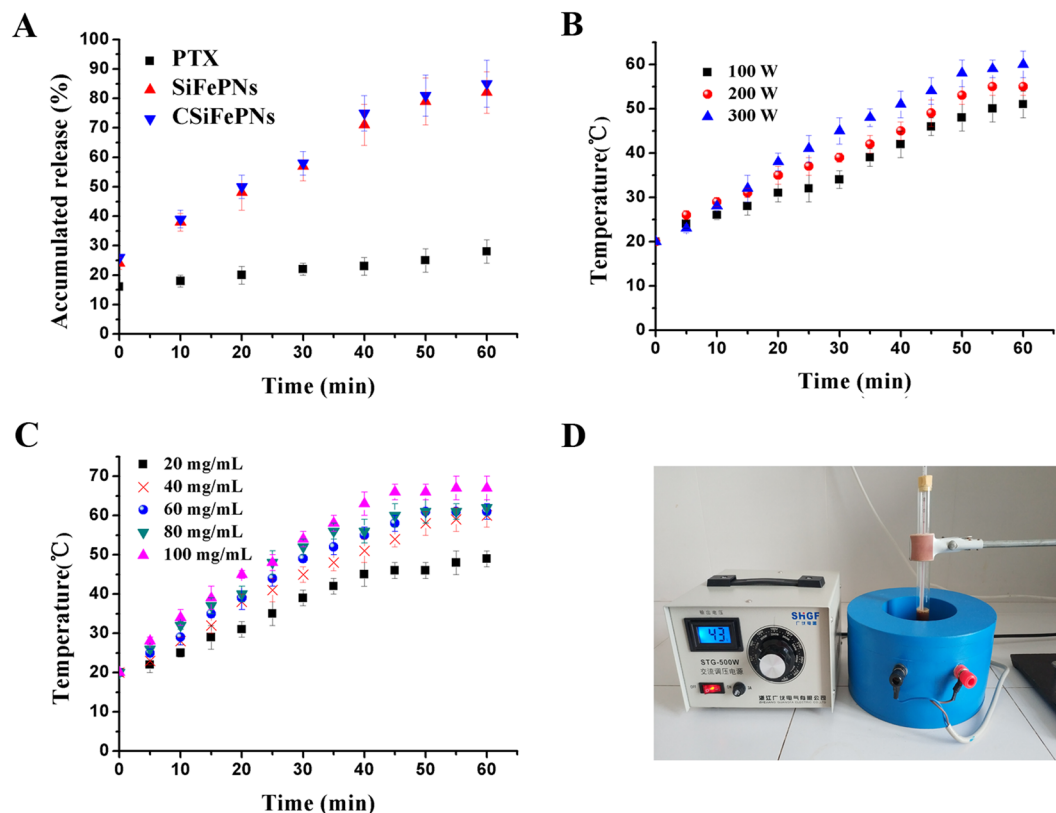 A
100
90
80
70
60
50
40
30
20
10
0
Accumulated release (%)
PTX
SiFePNs
CSiFePNs
0 10 20 30 40 50 60
Time (min)
B
60
50
40
30
20
10
0
Temperature(℃)
100 W
200 W
300 W
0 10 20 30 40 50 60
Time (min)
C
70
60
50
40
30
20
10
0
Temperature(℃)
20 mg/mL
40 mg/mL
60 mg/mL
80 mg/mL
100 mg/mL
0 10 20 30 40 50 60
Time (min)
D
SHGF
43
STG-500W
交流调压电源